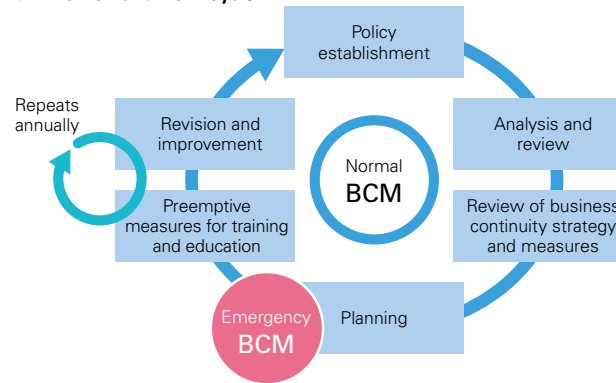 Policy
establishment
Repeats
annually
Revision and
improvement
Analysis and
review
Normal
BCM
Preemptive
measures for training
and education
Review of business
continuity strategy
and measures
Emergency
BCM
Planning